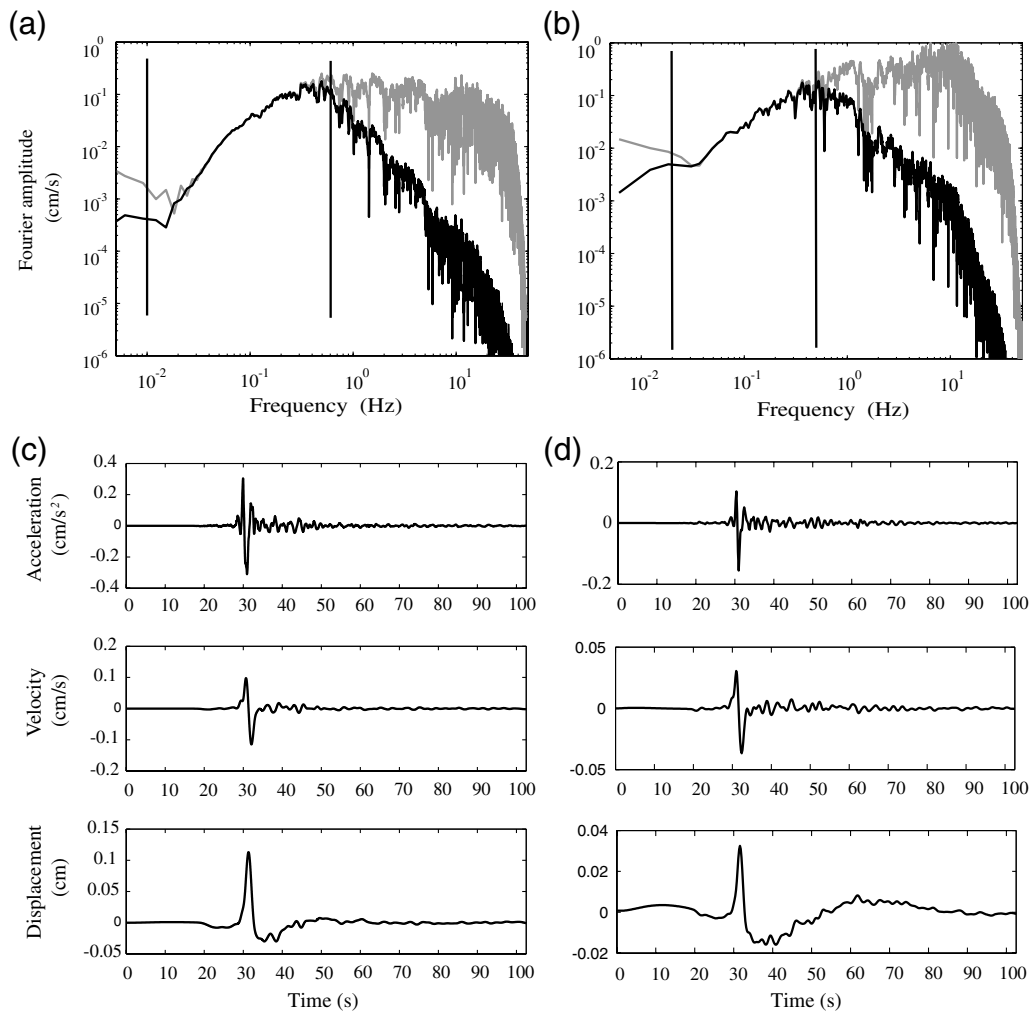 (a)
(b)
Fourier amplitude
(cm/s)
10^0
10^-1
10^-2
10^-3
10^-4
10^-5
10^-6
10^-2 10^-1 10^0 10^1
Frequency (Hz)
10^0
10^-1
10^-2
10^-3
10^-4
10^-5
10^-6
10^-2 10^-1 10^0 10^1
Frequency (Hz)
(c)
Acceleration
(cm/s²)
0.4
0.2
0
-0.2
-0.4
0 10 20 30 40 50 60 70 80 90 100
(d)
0.2
0
-0.2
0 10 20 30 40 50 60 70 80 90 100
Velocity
(cm/s)
0.2
0.1
0
-0.1
-0.2
0 10 20 30 40 50 60 70 80 90 100
0.05
0
-0.05
0 10 20 30 40 50 60 70 80 90 100
Displacement
(cm)
0.15
0.1
0.05
0
-0.05
0 10 20 30 40 50 60 70 80 90 100
Time (s)
0.04
0.02
0
-0.02
0 10 20 30 40 50 60 70 80 90 100
Time (s)